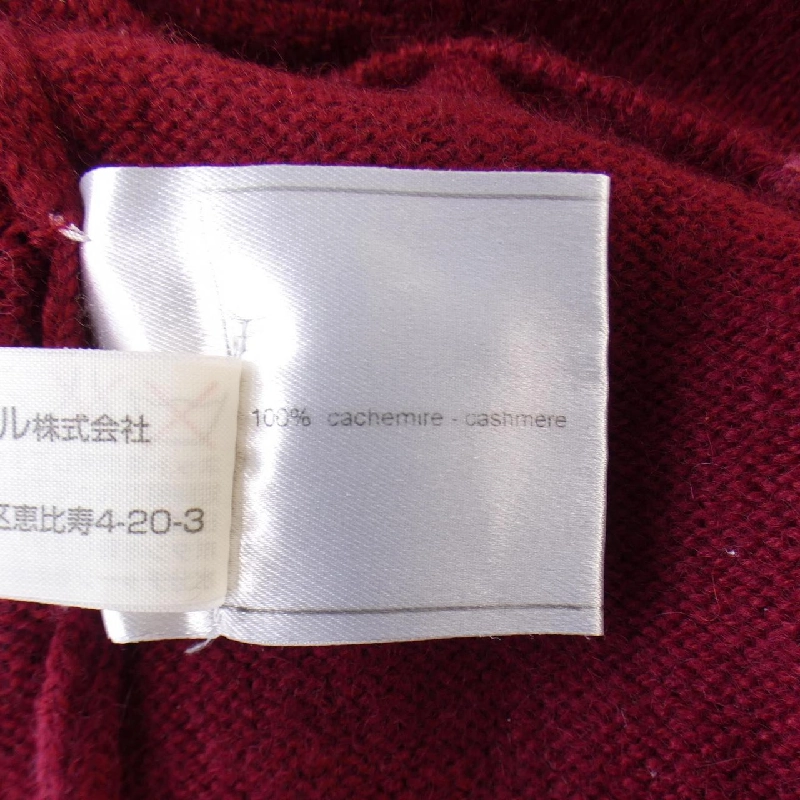 ル株式会社
区恵比寿4-20-3
100% cachemire - cashmere